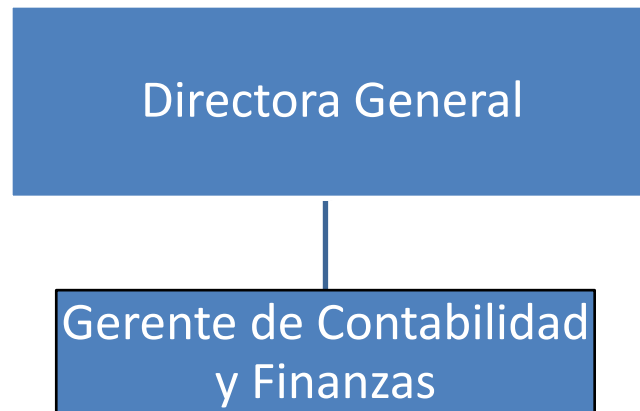 Directora General
Gerente de Contabilidad
y Finanzas